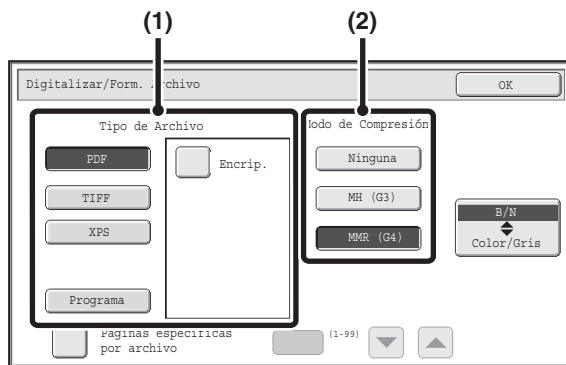 (1) (2)
Digitalizar/Form. Archivo OK
Tipo de Archivo
Modo de Compresión
PDF
Encrip.
TIFF
XPS
Programa
Ninguna
MH (G3)
MMR (G4)
B/N
Color/Gris
Páginas específicas
por archivo
(1-99)